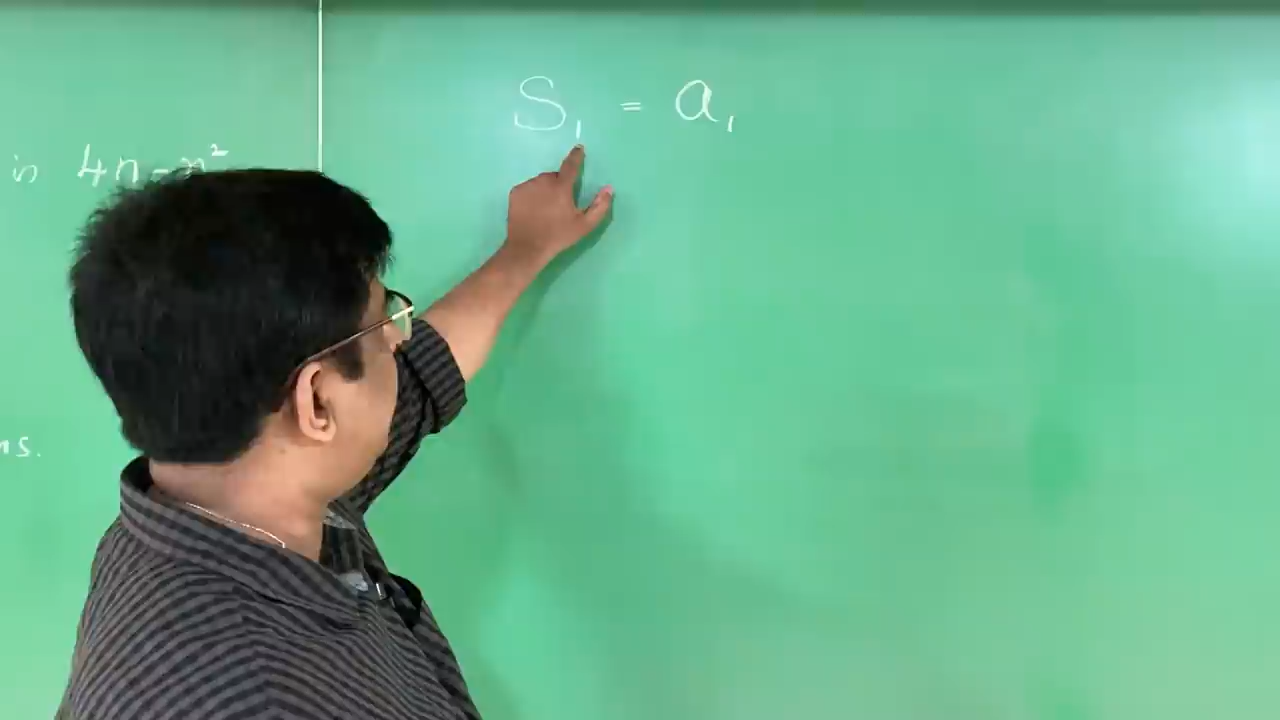 is 4n - n²
ns.
S₁ = a₁